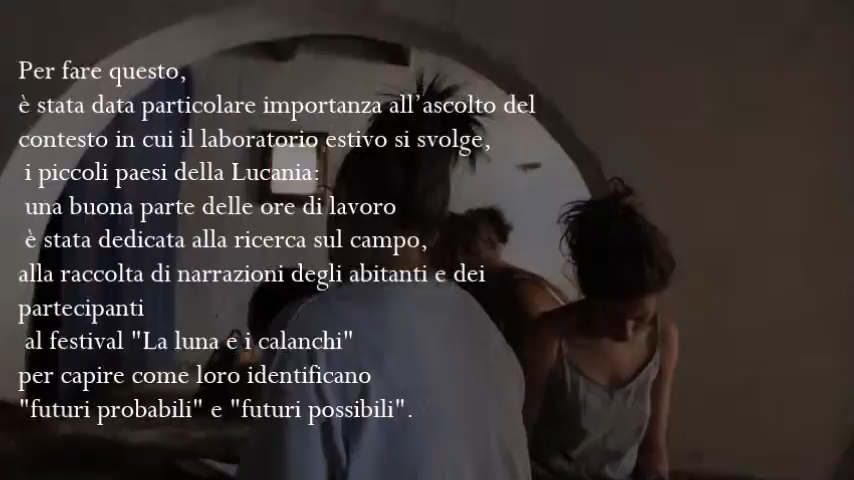 Per fare questo,
è stata data particolare importanza all'ascolto del
contesto in cui il laboratorio estivo si svolge,
i piccoli paesi della Lucania:
una buona parte delle ore di lavoro
è stata dedicata alla ricerca sul campo,
alla raccolta di narrazioni degli abitanti e dei
partecipanti
al festival "La luna e i calanchi"
per capire come loro identificano
"futuri probabili" e "futuri possibili".